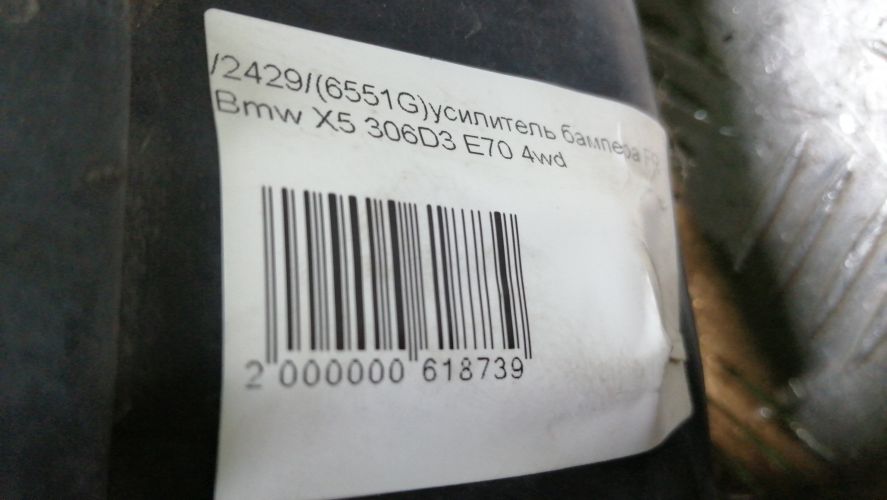 /2429/(6551G)усилитель бампера
Bmw X5 306D3 E70 4wd
2 000000 618739